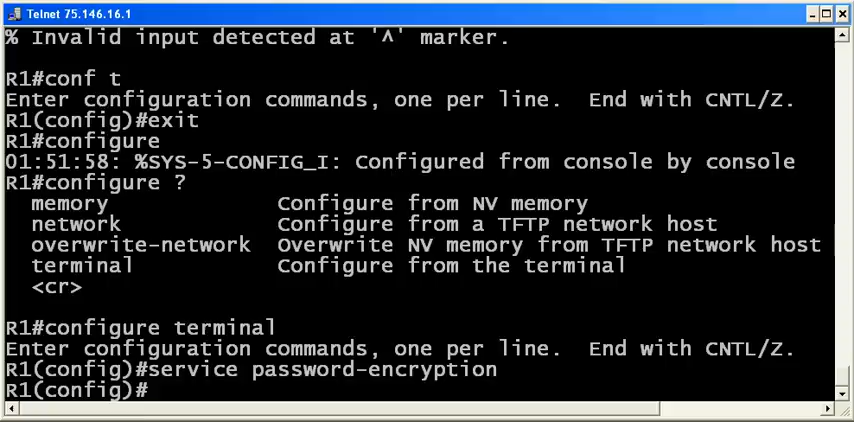 Telnet 75.146.16.1
% Invalid input detected at '^' marker.
R1#conf t
Enter configuration commands, one per line.  End with CNTL/Z.
R1(config)#exit
R1#configure
01:51:58: %SYS-5-CONFIG_I: Configured from console by console
R1#configure ?
  memory             Configure from NV memory
  network            Configure from a TFTP network host
  overwrite-network  Overwrite NV memory from TFTP network host
  terminal           Configure from the terminal
  <cr>
R1#configure terminal
Enter configuration commands, one per line.  End with CNTL/Z.
R1(config)#service password-encryption
R1(config)#